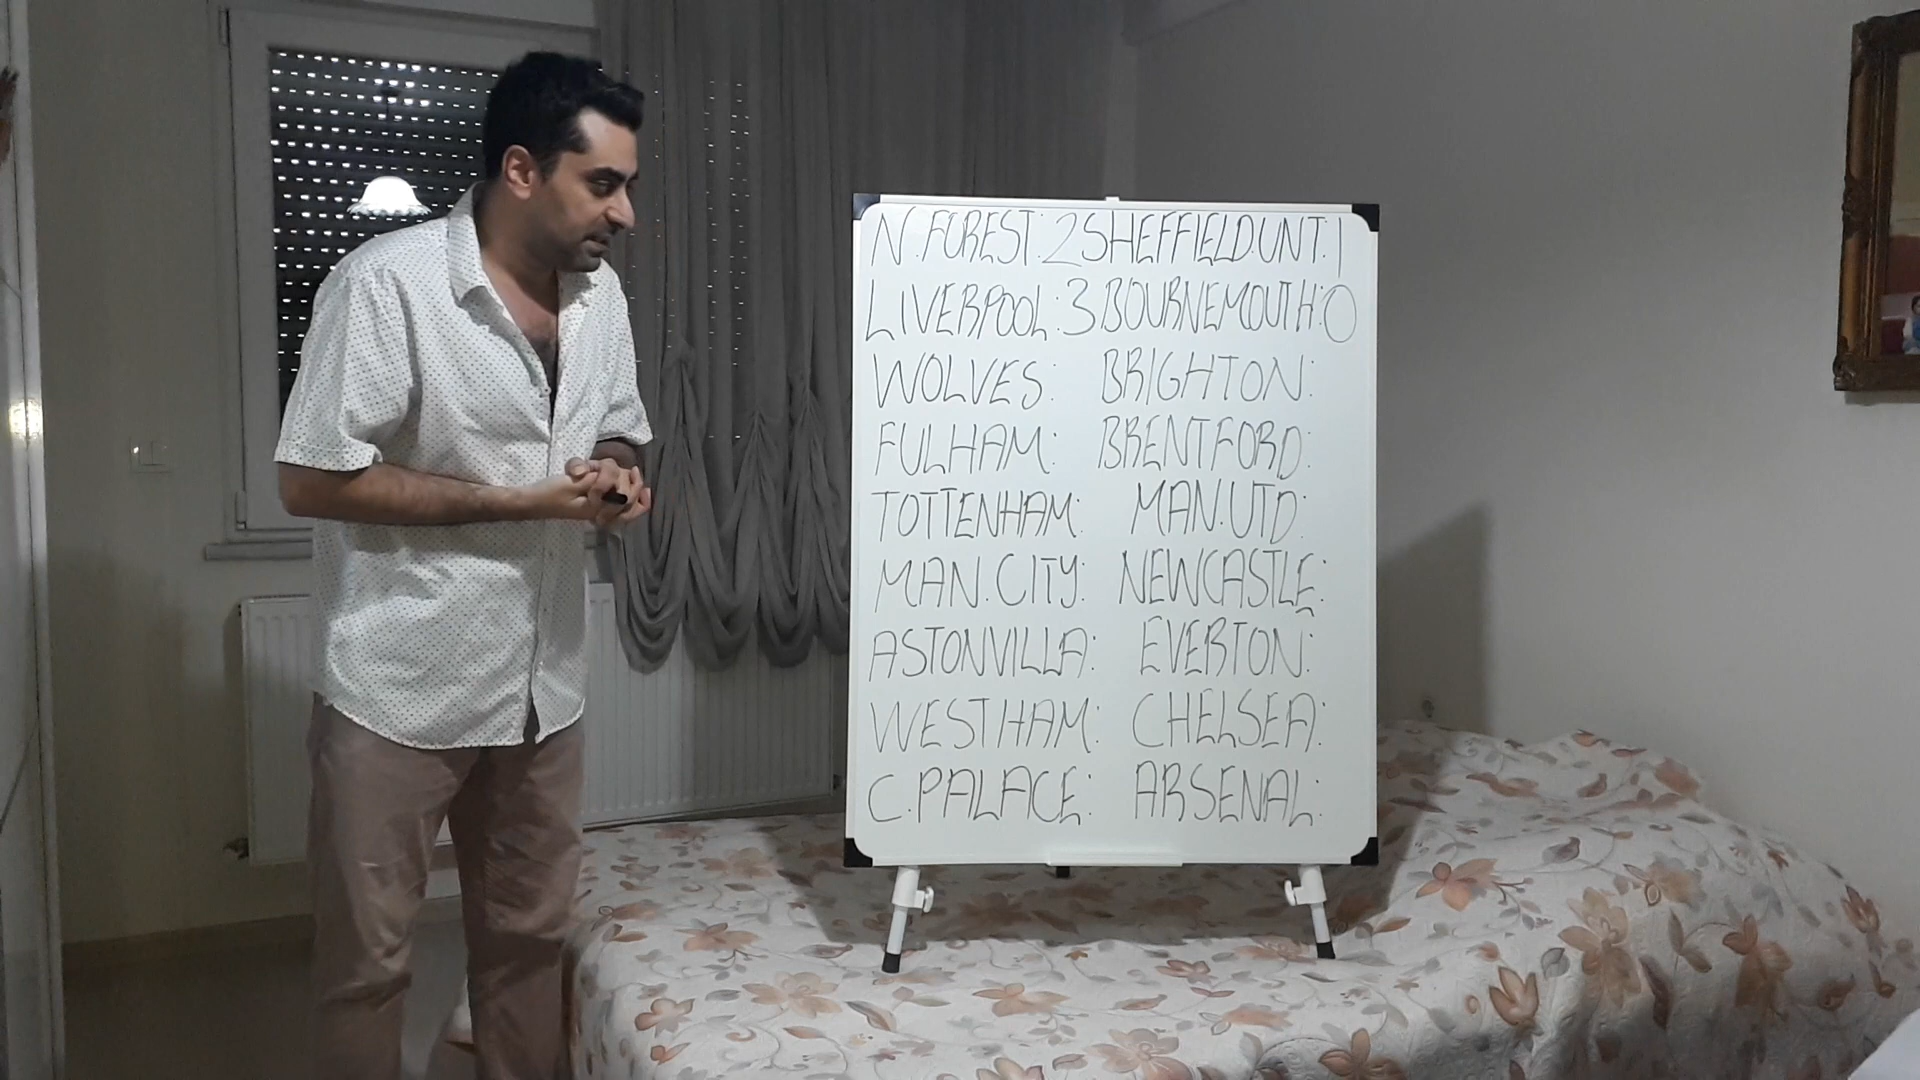 N.FOREST: 2 SHEFFIELD.UNT: 1
LIVERPOOL: 3 BOURNEMOUTH: 0
WOLVES: BRIGHTON:
FULHAM: BRENTFORD:
TOTTENHAM: MAN.UTD:
MAN.CITY: NEWCASTLE:
ASTONVILLA: EVERTON:
WESTHAM: CHELSEA:
C.PALACE: ARSENAL: